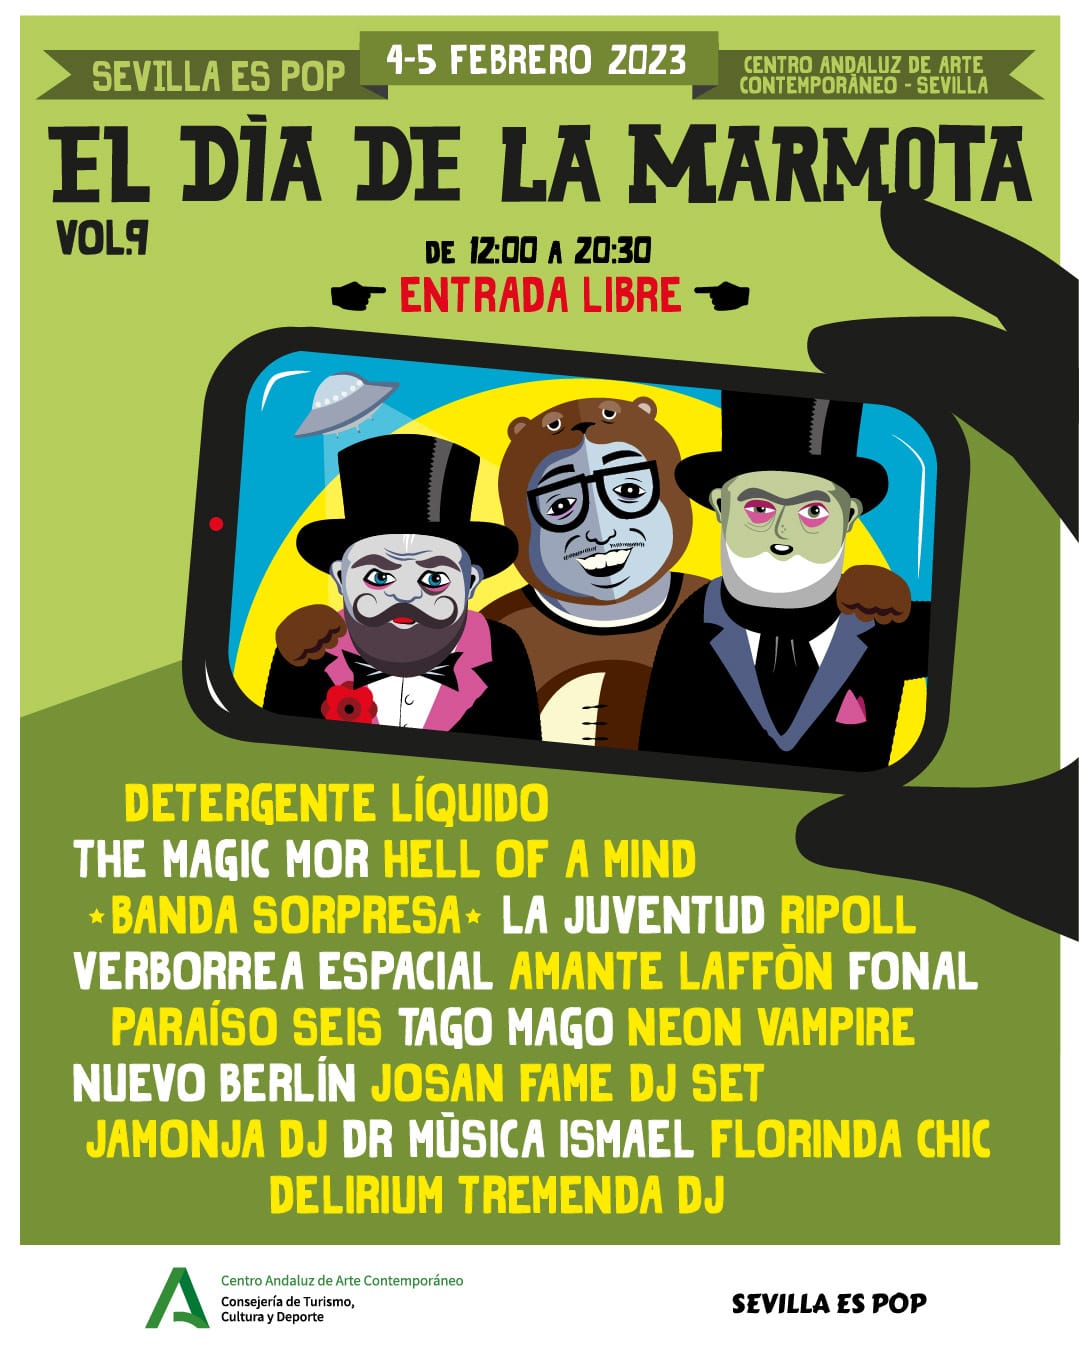 SEVILLA ES POP
4-5 FEBRERO 2023
CENTRO ANDALUZ DE ARTE
CONTEMPORÁNEO - SEVILLA
EL DÌA DE LA MARMOTA
VOL.9
DE 12:00 A 20:30
ENTRADA LIBRE
DETERGENTE LÍQUIDO
THE MAGIC MOR HELL OF A MIND
★BANDA SORPRESA★ LA JUVENTUD RIPOLL
VERBORREA ESPACIAL AMANTE LAFFÒN FONAL
PARAÍSO SEIS TAGO MAGO NEON VAMPIRE
NUEVO BERLÍN JOSAN FAME DJ SET
JAMONJA DJ DR MÙSICA ISMAEL FLORINDA CHIC
DELIRIUM TREMENDA DJ
Centro Andaluz de Arte Contemporáneo
Consejería de Turismo,
Cultura y Deporte
SEVILLA ES POP